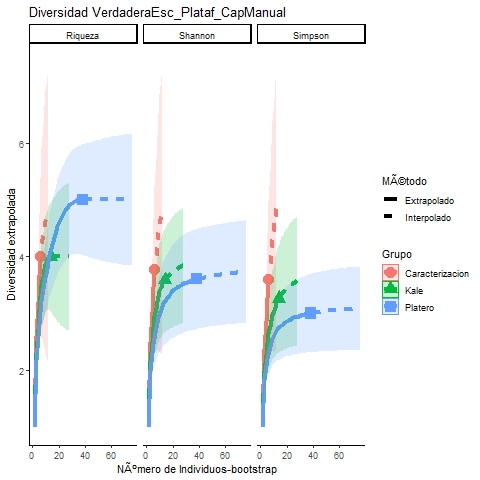 Diversidad VerdaderaEsc_Plataf_CapManual
Riqueza
Shannon
Simpson
Diversidad extrapolada
6
4
2
0 20 40 60
0 20 40 60
0 20 40 60
NÃºmero de Individuos-bootstrap
MÃ©todo
Extrapolado
Interpolado
Grupo
Caracterizacion
Kale
Platero